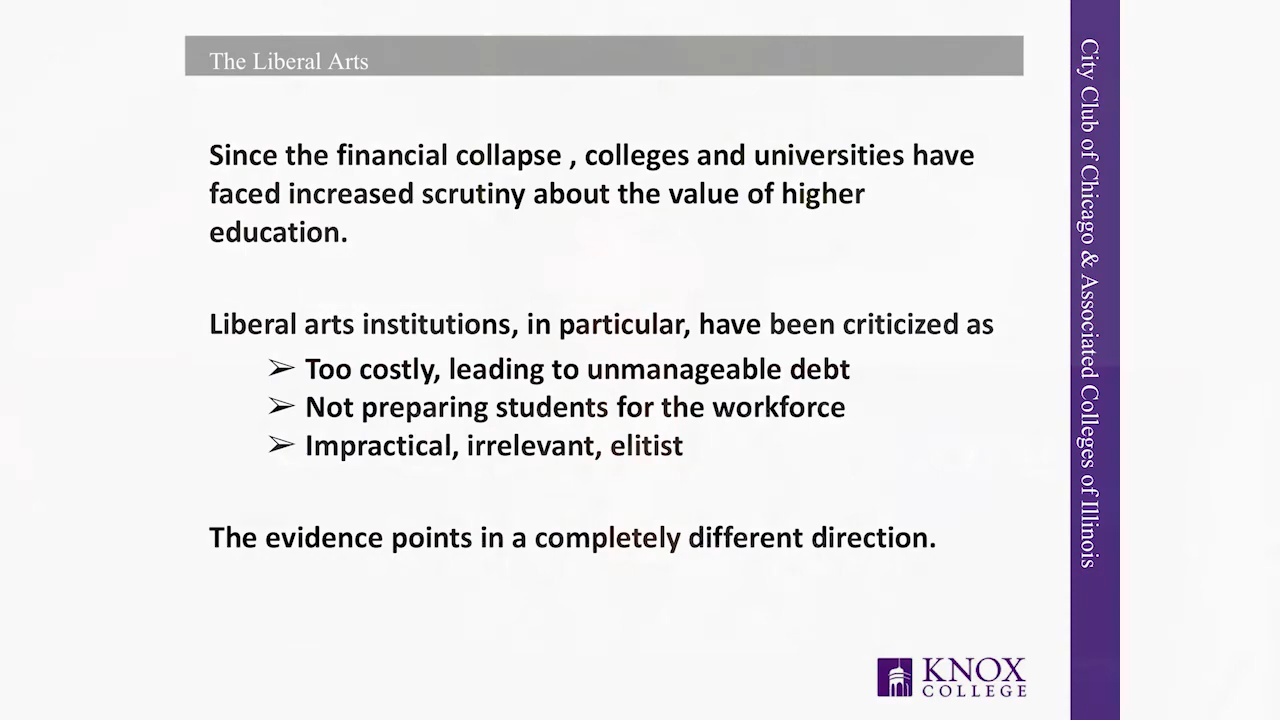 The Liberal Arts
Since the financial collapse , colleges and universities have
faced increased scrutiny about the value of higher
education.
Liberal arts institutions, in particular, have been criticized as
➢ Too costly, leading to unmanageable debt
➢ Not preparing students for the workforce
➢ Impractical, irrelevant, elitist
The evidence points in a completely different direction.
KNOX
COLLEGE
City Club of Chicago & Associated Colleges of Illinois